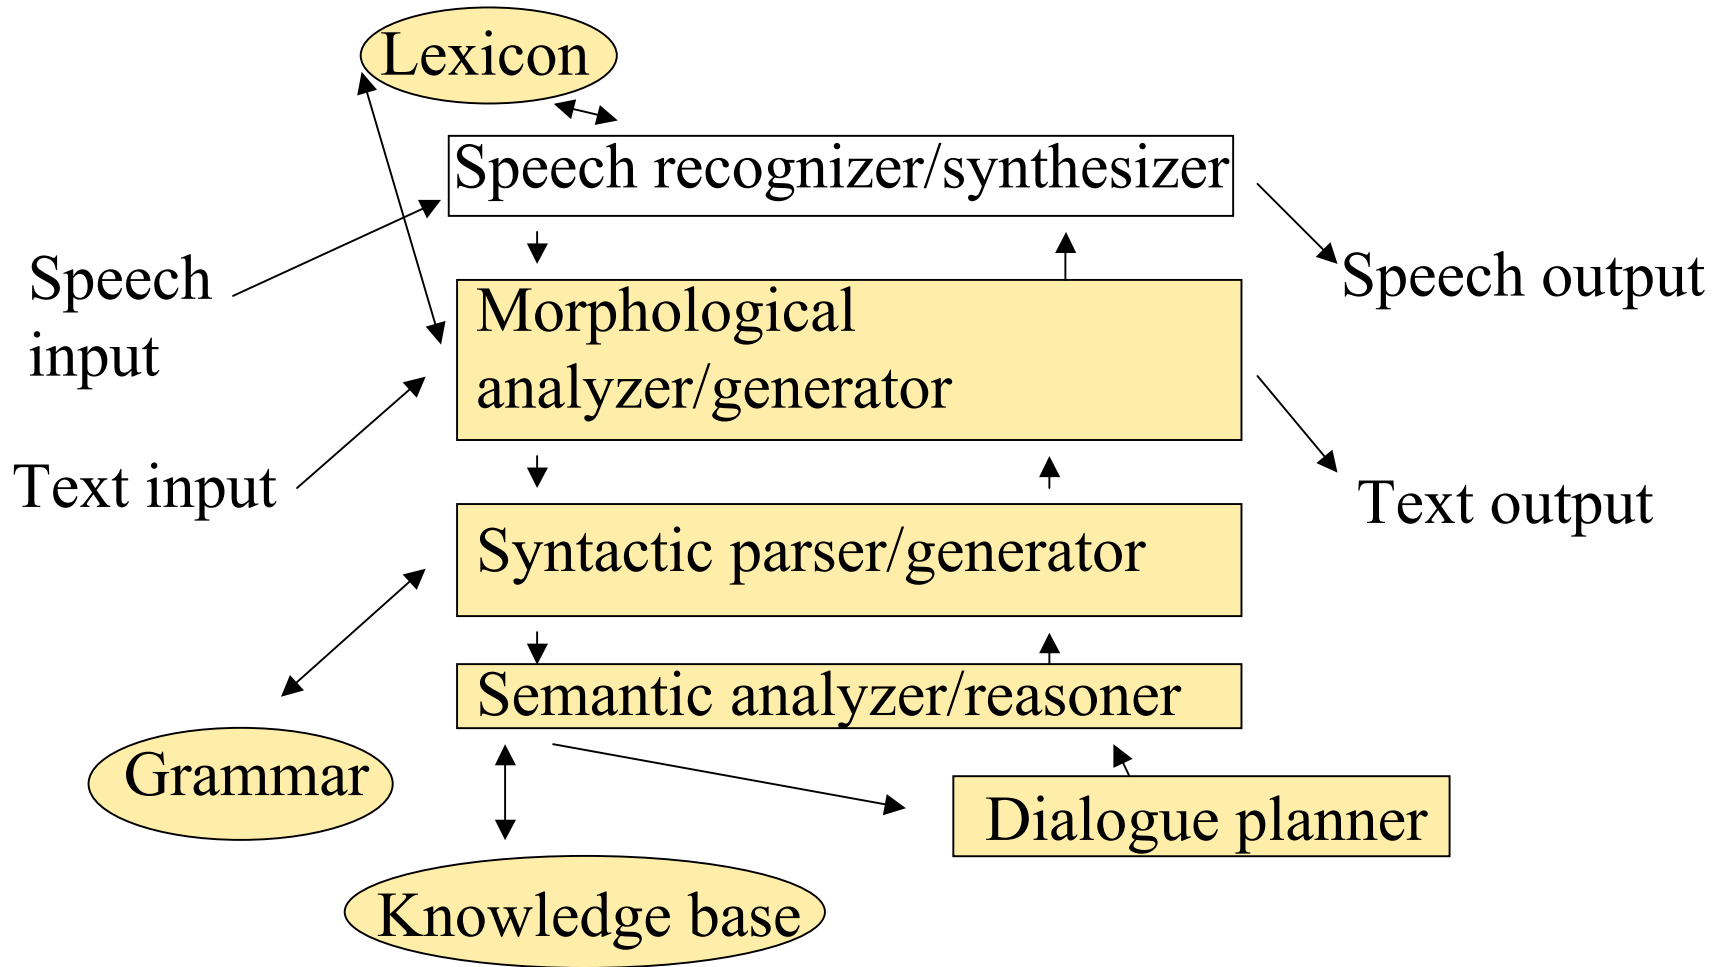 Lexicon
Speech recognizer/synthesizer
Speech
input
Speech output
Morphological
analyzer/generator
Text input
Text output
Syntactic parser/generator
Semantic analyzer/reasoner
Grammar
Dialogue planner
Knowledge base